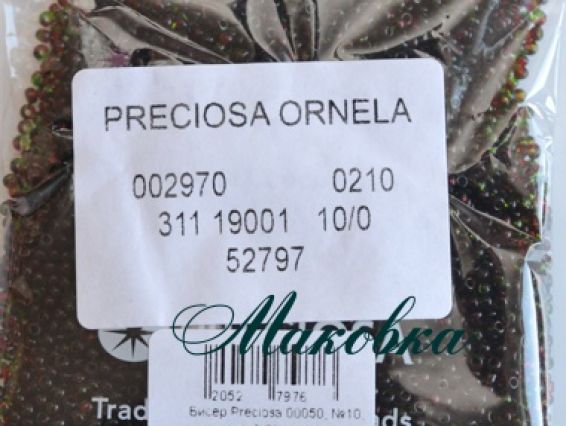 PRECIOSA ORNELA
002970 0210
311 19001 10/0
52797
Маковка
2052 7976
Бисер Preciosa 00050, №10,
Trad
ds